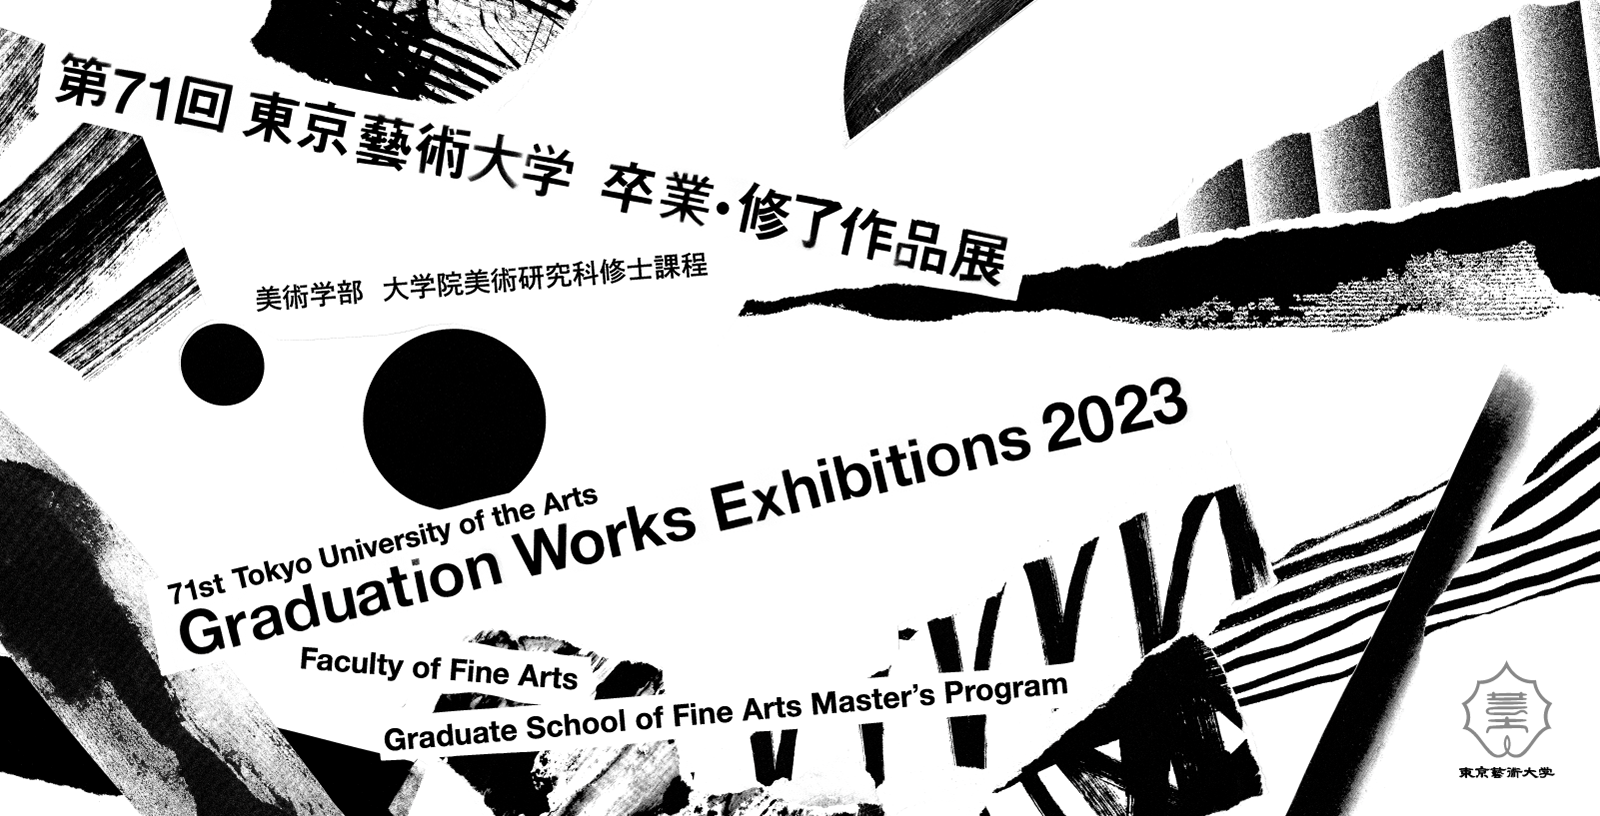 第71回 東京藝術大学 卒業・修了作品展
美術学部 大学院美術研究科修士課程
71st Tokyo University of the Arts
Graduation Works Exhibitions 2023
Faculty of Fine Arts
Graduate School of Fine Arts Master’s Program
東京藝術大学